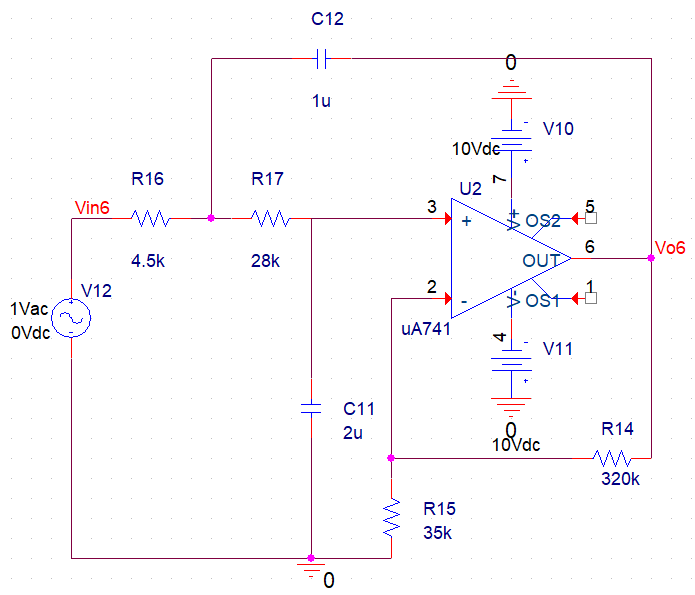 C12
1u
0
V10
10Vdc
7
R16
R17
U2
Vin6
3
+
V+
OS2
5
4.5k
28k
OUT
6
Vo6
V12
1Vac
0Vdc
2
-
V-
OS1
1
uA741
4
V11
C11
2u
0
10Vdc
R14
320k
R15
35k
0